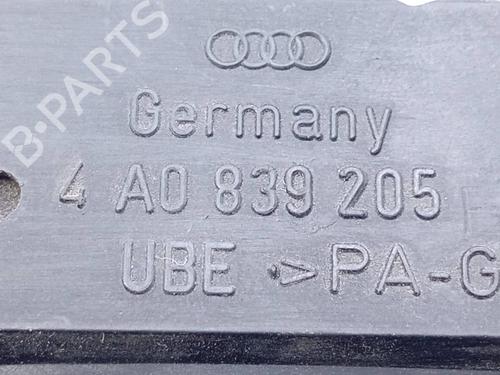 B-PARTS
Germany
4 A0 839 205
UBE >PA-G